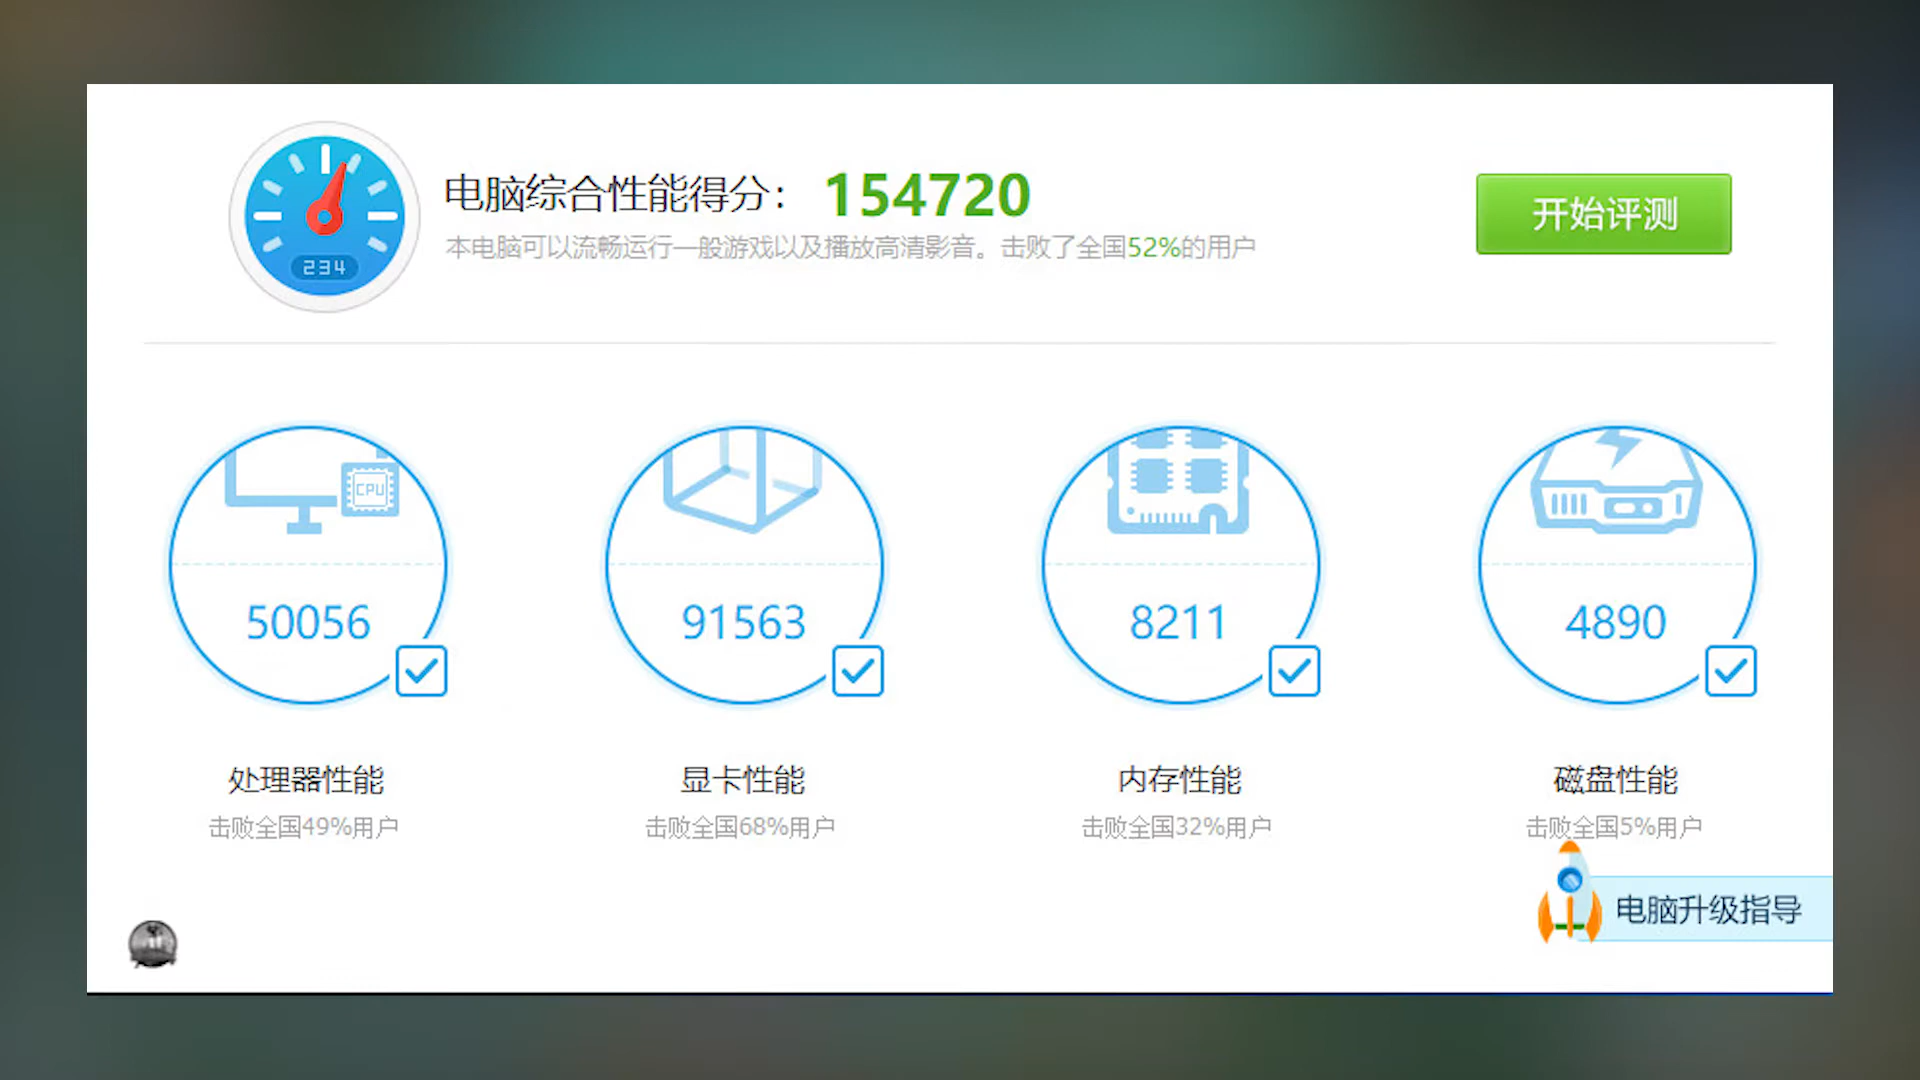 电脑综合性能得分： 154720
本电脑可以流畅运行一般游戏以及播放高清影音。击败了全国52%的用户
开始评测
234
CPU
50056
91563
8211
4890
处理器性能
显卡性能
内存性能
磁盘性能
击败全国49%用户
击败全国68%用户
击败全国32%用户
击败全国5%用户
电脑升级指导